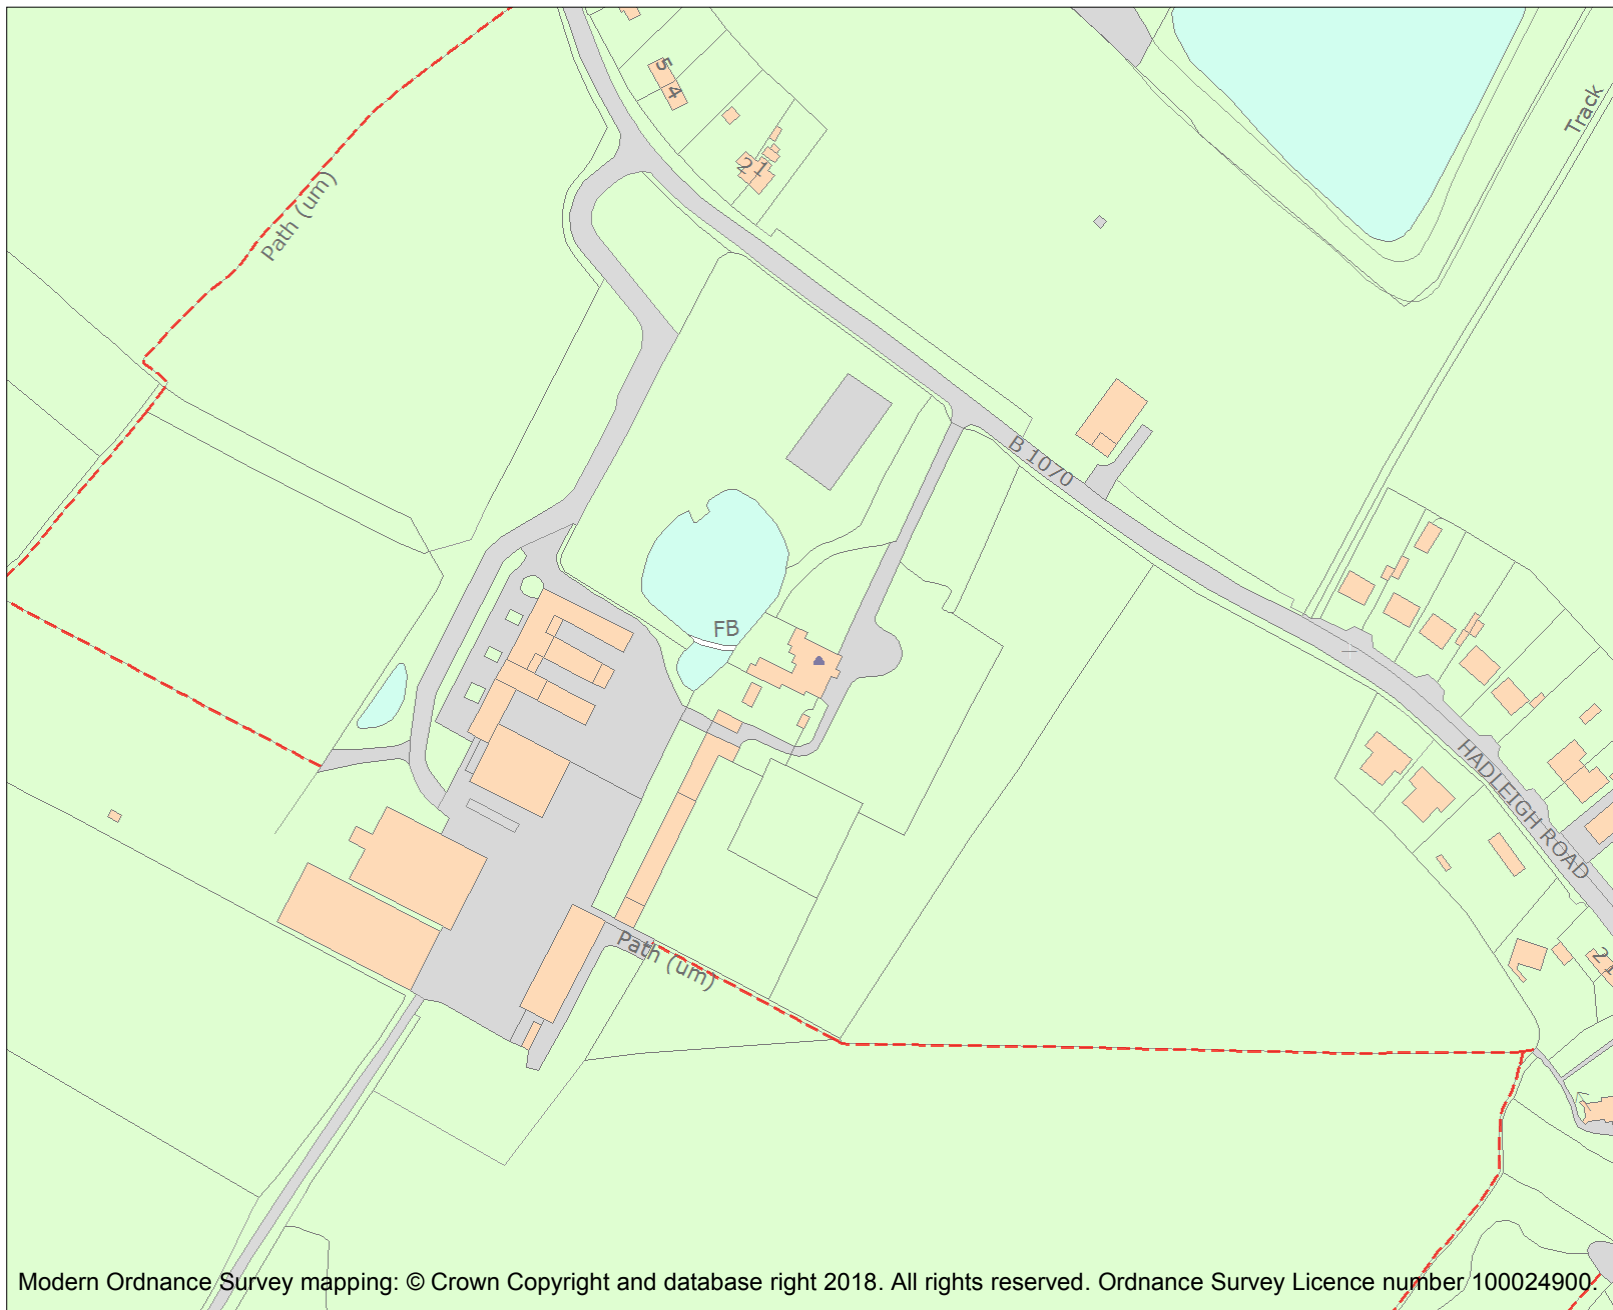 5
4
2 1
Track
Path (um)
B 1070
FB
HADLEIGH ROAD
Path (um)
2 1
Modern Ordnance Survey mapping: © Crown Copyright and database right 2018. All rights reserved. Ordnance Survey Licence number 100024900.